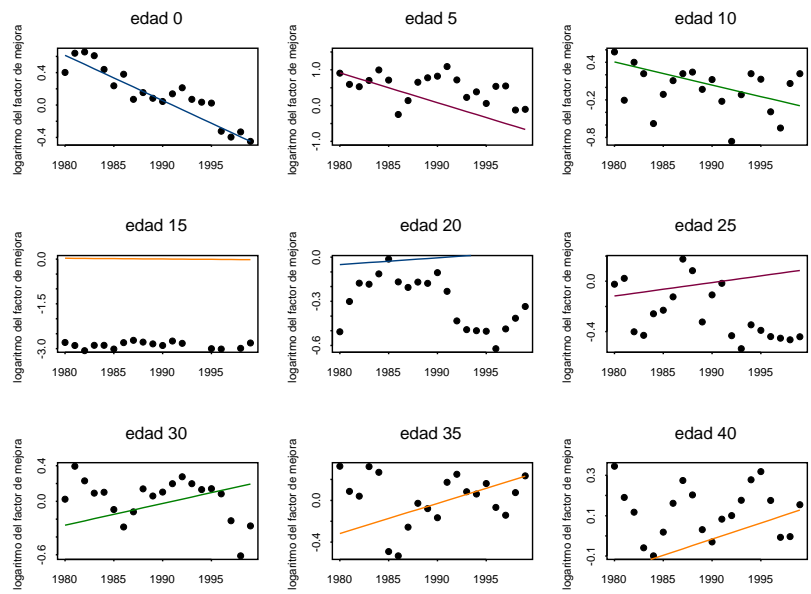 edad 0
logaritmo del factor de mejora
0.4
0.0
-0.4
1980 1985 1990 1995
edad 5
logaritmo del factor de mejora
1.0
0.0
-1.0
1980 1985 1990 1995
edad 10
logaritmo del factor de mejora
0.4
-0.2
-0.8
1980 1985 1990 1995
edad 15
logaritmo del factor de mejora
0.0
-1.5
-3.0
1980 1985 1990 1995
edad 20
logaritmo del factor de mejora
0.0
-0.3
-0.6
1980 1985 1990 1995
edad 25
logaritmo del factor de mejora
0.0
-0.4
1980 1985 1990 1995
edad 30
logaritmo del factor de mejora
0.4
0.0
-0.6
1980 1985 1990 1995
edad 35
logaritmo del factor de mejora
0.0
-0.4
1980 1985 1990 1995
edad 40
logaritmo del factor de mejora
0.3
0.1
-0.1
1980 1985 1990 1995